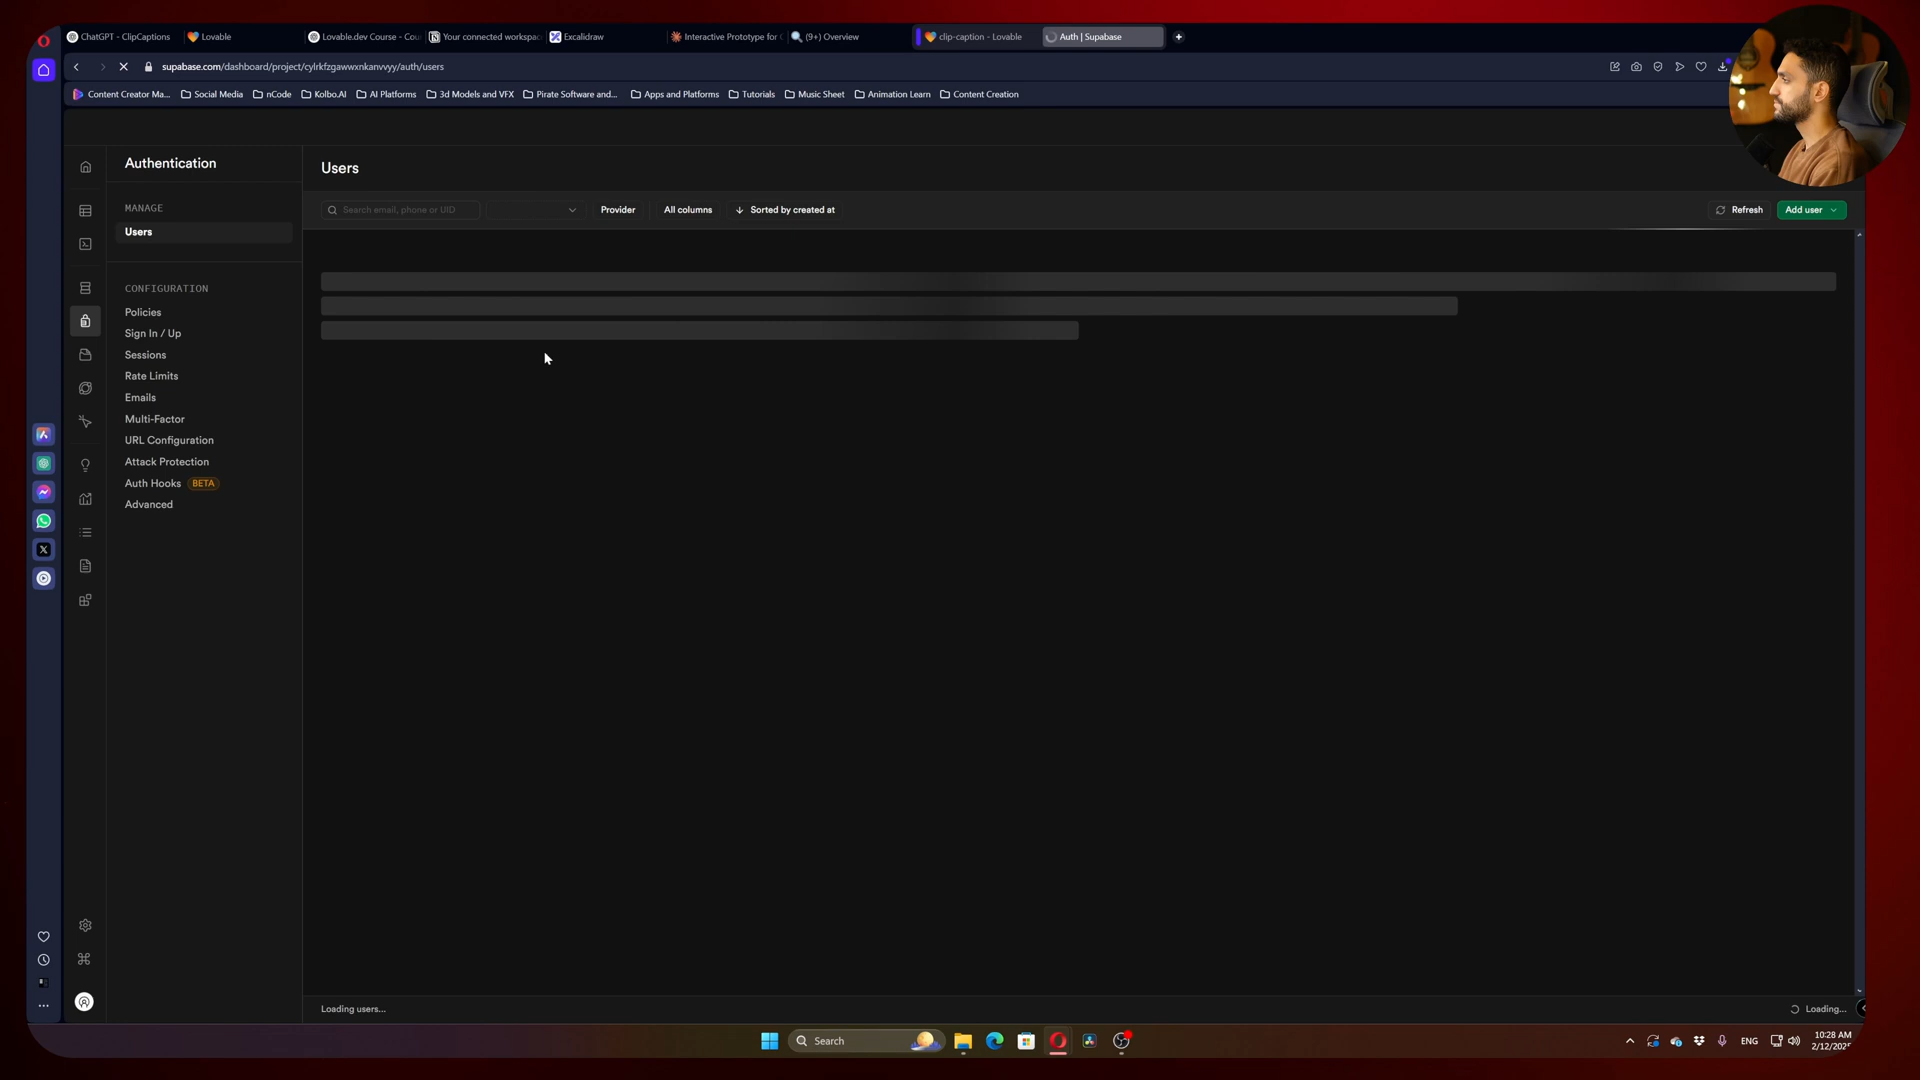 ChatGPT - ClipCaptions
Lovable
Lovable.dev Course - Cou
Your connected workspac
Excalidraw
Interactive Prototype for C
(9+) Overview
clip-caption - Lovable
Auth | Supabase
supabase.com/dashboard/project/cylrkfzgawwxnkanvvyy/auth/users
Content Creator Ma...
Social Media
nCode
Kolbo.AI
AI Platforms
3d Models and VFX
Pirate Software and...
Apps and Platforms
Tutorials
Music Sheet
Animation Learn
Content Creation
Authentication
MANAGE
Users
CONFIGURATION
Policies
Sign In / Up
Sessions
Rate Limits
Emails
Multi-Factor
URL Configuration
Attack Protection
Auth Hooks BETA
Advanced
Users
Search email, phone or UID
Provider
All columns
Sorted by created at
Refresh
Add user
Loading users...
Loading...
Search
ENG
10:28 AM
2/12/202